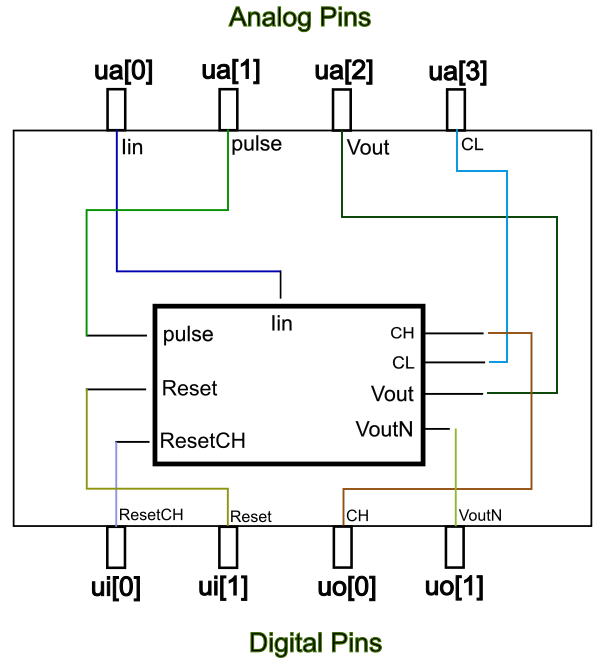 Analog Pins
ua[0] ua[1] ua[2] ua[3]
Iin pulse Vout CL
Iin
pulse CH
CL
Reset Vout
ResetCH VoutN
ResetCH Reset CH VoutN
ui[0] ui[1] uo[0] uo[1]
Digital Pins